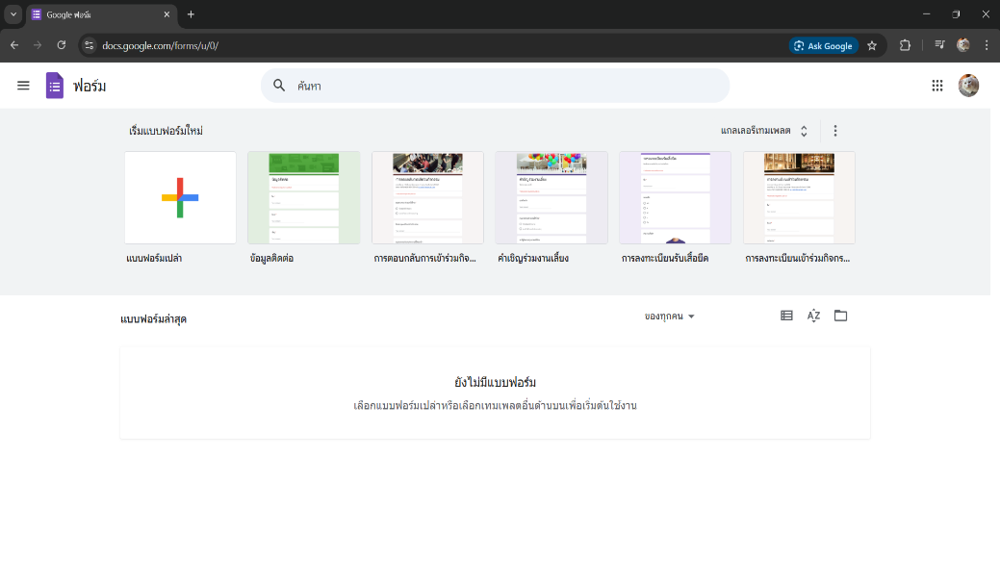 Google ฟอร์ม
docs.google.com/forms/u/0/
Ask Google
ฟอร์ม
ค้นหา
เริ่มแบบฟอร์มใหม่
แกลเลอรีเทมเพลต
แบบฟอร์มเปล่า
ข้อมูลติดต่อ
การตอบกลับการเข้าร่วมกิจ...
คำเชิญร่วมงานเลี้ยง
การลงทะเบียนรับเสื้อยืด
การลงทะเบียนเข้าร่วมกิจกร...
แบบฟอร์มล่าสุด
ของทุกคน
AZ
ยังไม่มีแบบฟอร์ม
เลือกแบบฟอร์มเปล่าหรือเลือกเทมเพลตอื่นด้านบนเพื่อเริ่มต้นใช้งาน